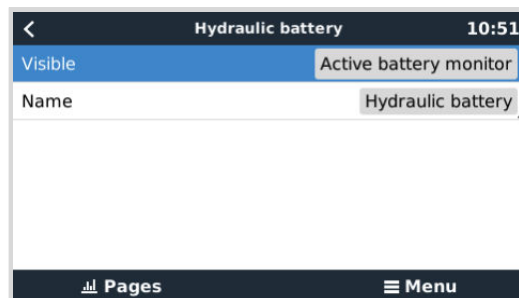 Hydraulic battery 10:51
Visible Active battery monitor
Name Hydraulic battery
Pages Menu